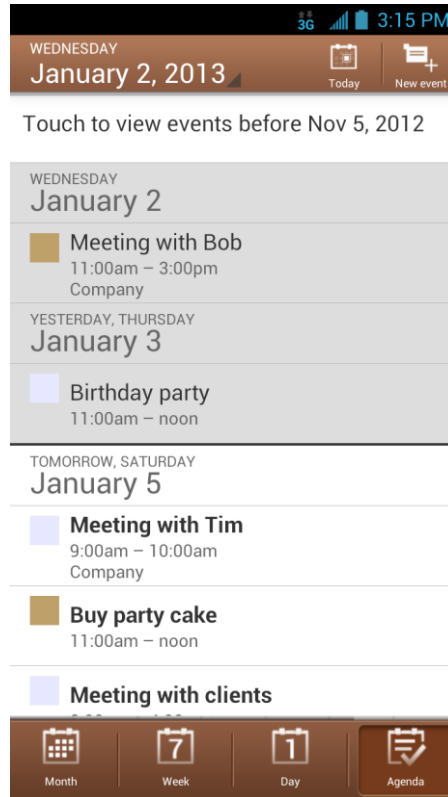 3G 3:15 PM
WEDNESDAY
January 2, 2013
Today
New event
Touch to view events before Nov 5, 2012
WEDNESDAY
January 2
Meeting with Bob
11:00am – 3:00pm
Company
YESTERDAY, THURSDAY
January 3
Birthday party
11:00am – noon
TOMORROW, SATURDAY
January 5
Meeting with Tim
9:00am – 10:00am
Company
Buy party cake
11:00am – noon
Meeting with clients
7
1
Month
Week
Day
Agenda